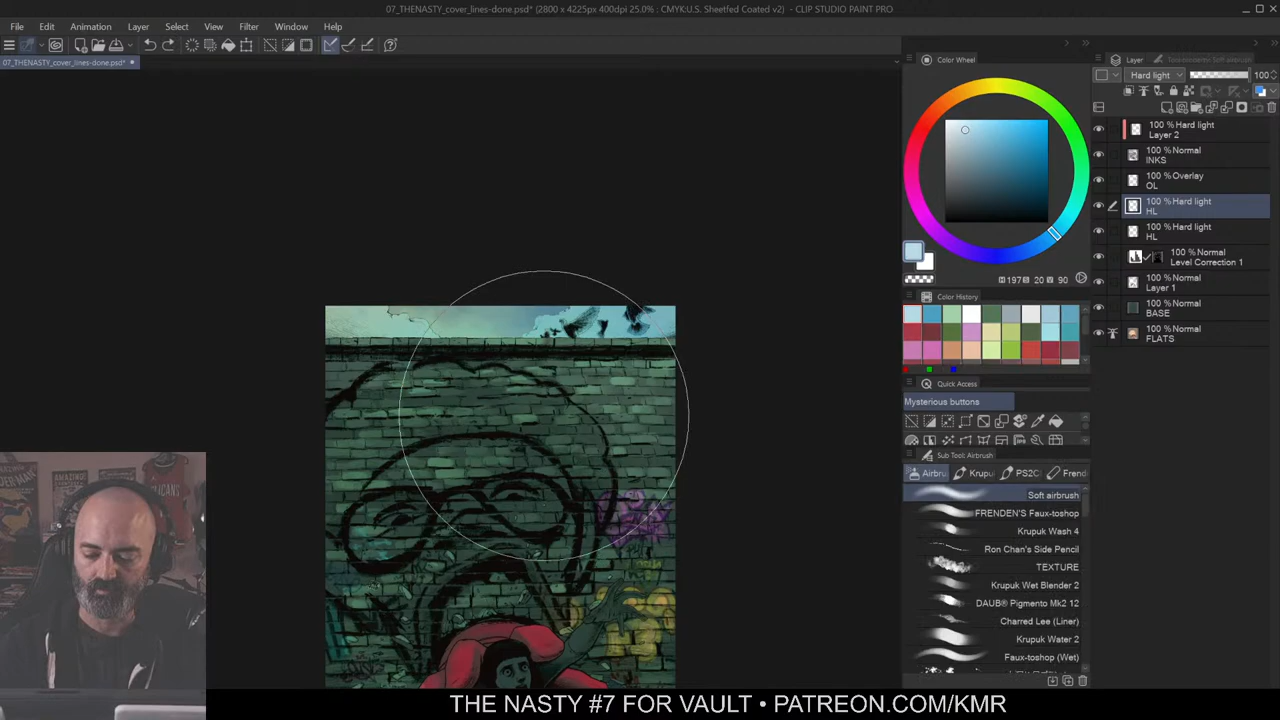 07_THENASTY_cover_lines-done.psd* (2800 x 4225px 400dpi 25.0% : CMYK:U.S. Sheetfed Coated v2) - CLIP STUDIO PAINT PRO
File Edit Animation Layer Select View Filter Window Help
07_THENASTY_cover_lines-done.psd*
Color Wheel
H 197 S 20 V 90
Color History
Quick Access
Mysterious buttons
Sub Tool Airbrush
Airbru Krupu PS2C Frend
Soft airbrush
FRENDEN'S Faux-toshop
Krupuk Wash 4
Ron Chan's Side Pencil
TEXTURE
Krupuk Wet Blender 2
DAUB® Pigmento Mk2 12
Charred Lee (Liner)
Krupuk Water 2
Faux-toshop (Wet)
Layer
Hard light 100
100 % Hard light
Layer 2
100 % Normal
INKS
100 % Overlay
OL
100 % Hard light
HL
100 % Hard light
HL
100 % Normal
Level Correction 1
100 % Normal
Layer 1
100 % Normal
BASE
100 % Normal
FLATS
THE NASTY #7 FOR VAULT • PATREON.COM/KMR